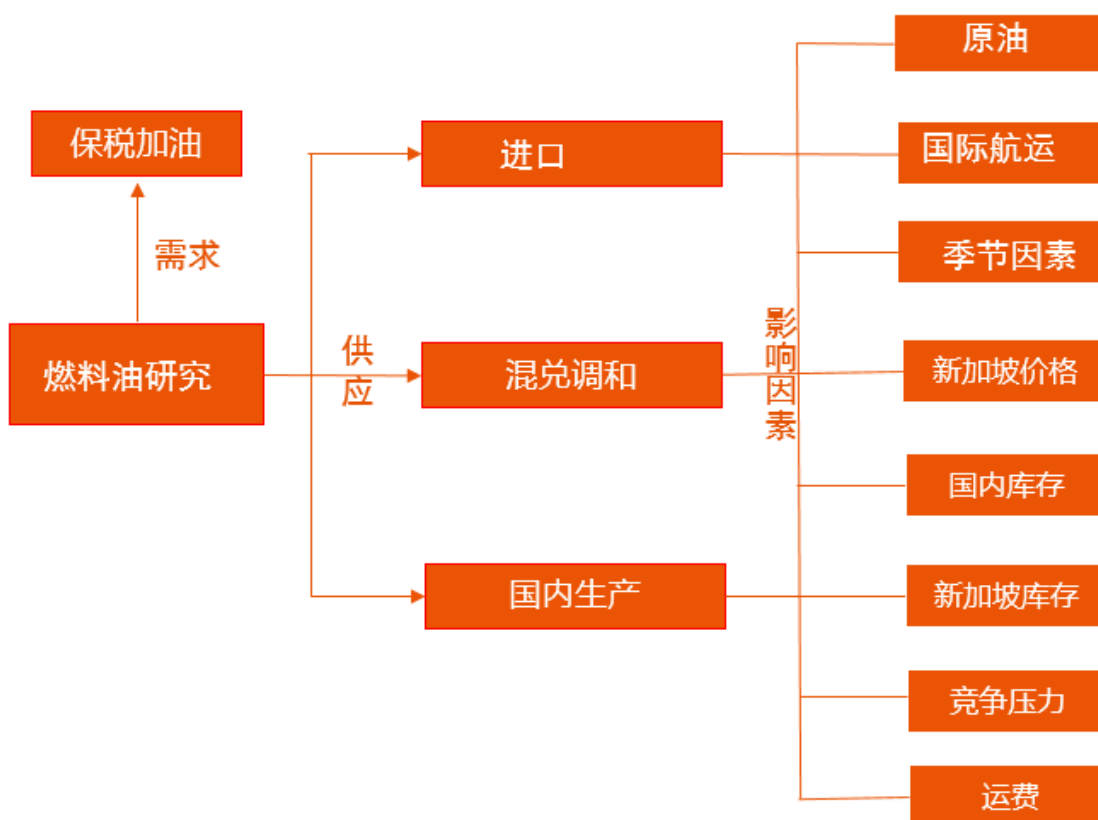 原油
保税加油
进口
国际航运
需求
季节因素
燃料油研究
供应
混兑调和
影响因素
新加坡价格
国内库存
国内生产
新加坡库存
竞争压力
运费